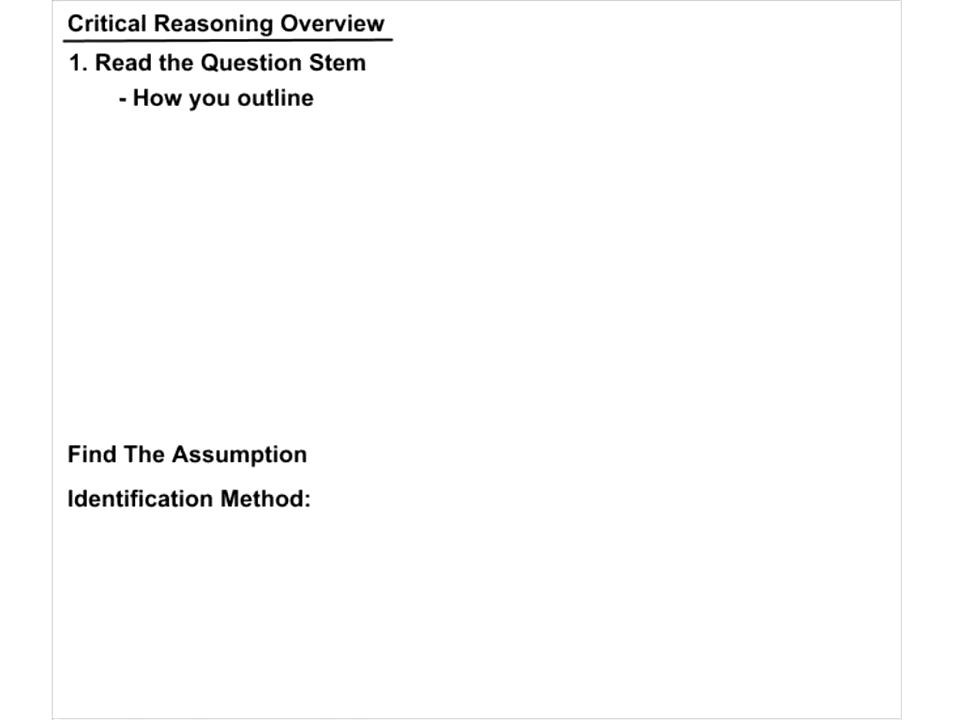 Critical Reasoning Overview
1. Read the Question Stem
- How you outline
Find The Assumption
Identification Method: